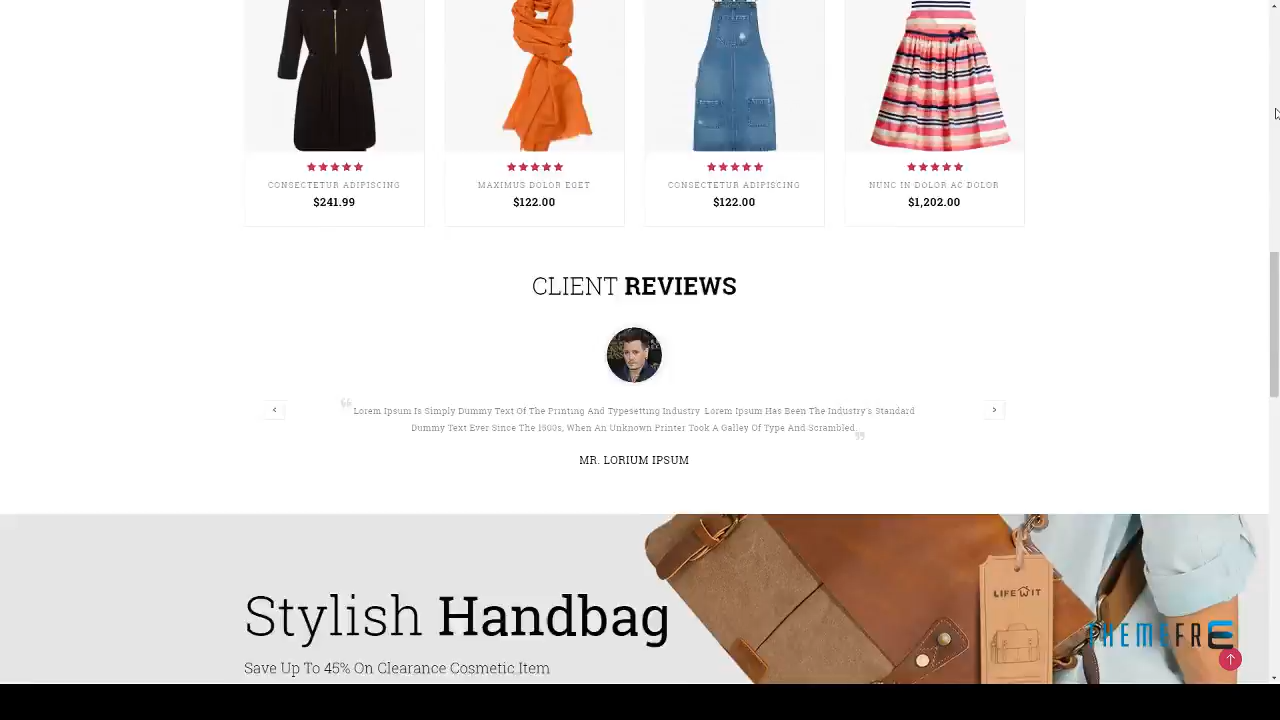 CONSECTETUR ADIPISCING
$241.99
MAXIMUS DOLOR EGET
$122.00
CONSECTETUR ADIPISCING
$122.00
NUNC IN DOLOR AC DOLOR
$1,202.00
CLIENT REVIEWS
“ Lorem Ipsum Is Simply Dummy Text Of The Printing And Typesetting Industry. Lorem Ipsum Has Been The Industry's Standard
Dummy Text Ever Since The 1500s, When An Unknown Printer Took A Galley Of Type And Scrambled. ”
MR. LORIUM IPSUM
LIFE WIT
Stylish Handbag
Save Up To 45% On Clearance Cosmetic Item
THEMEFRE